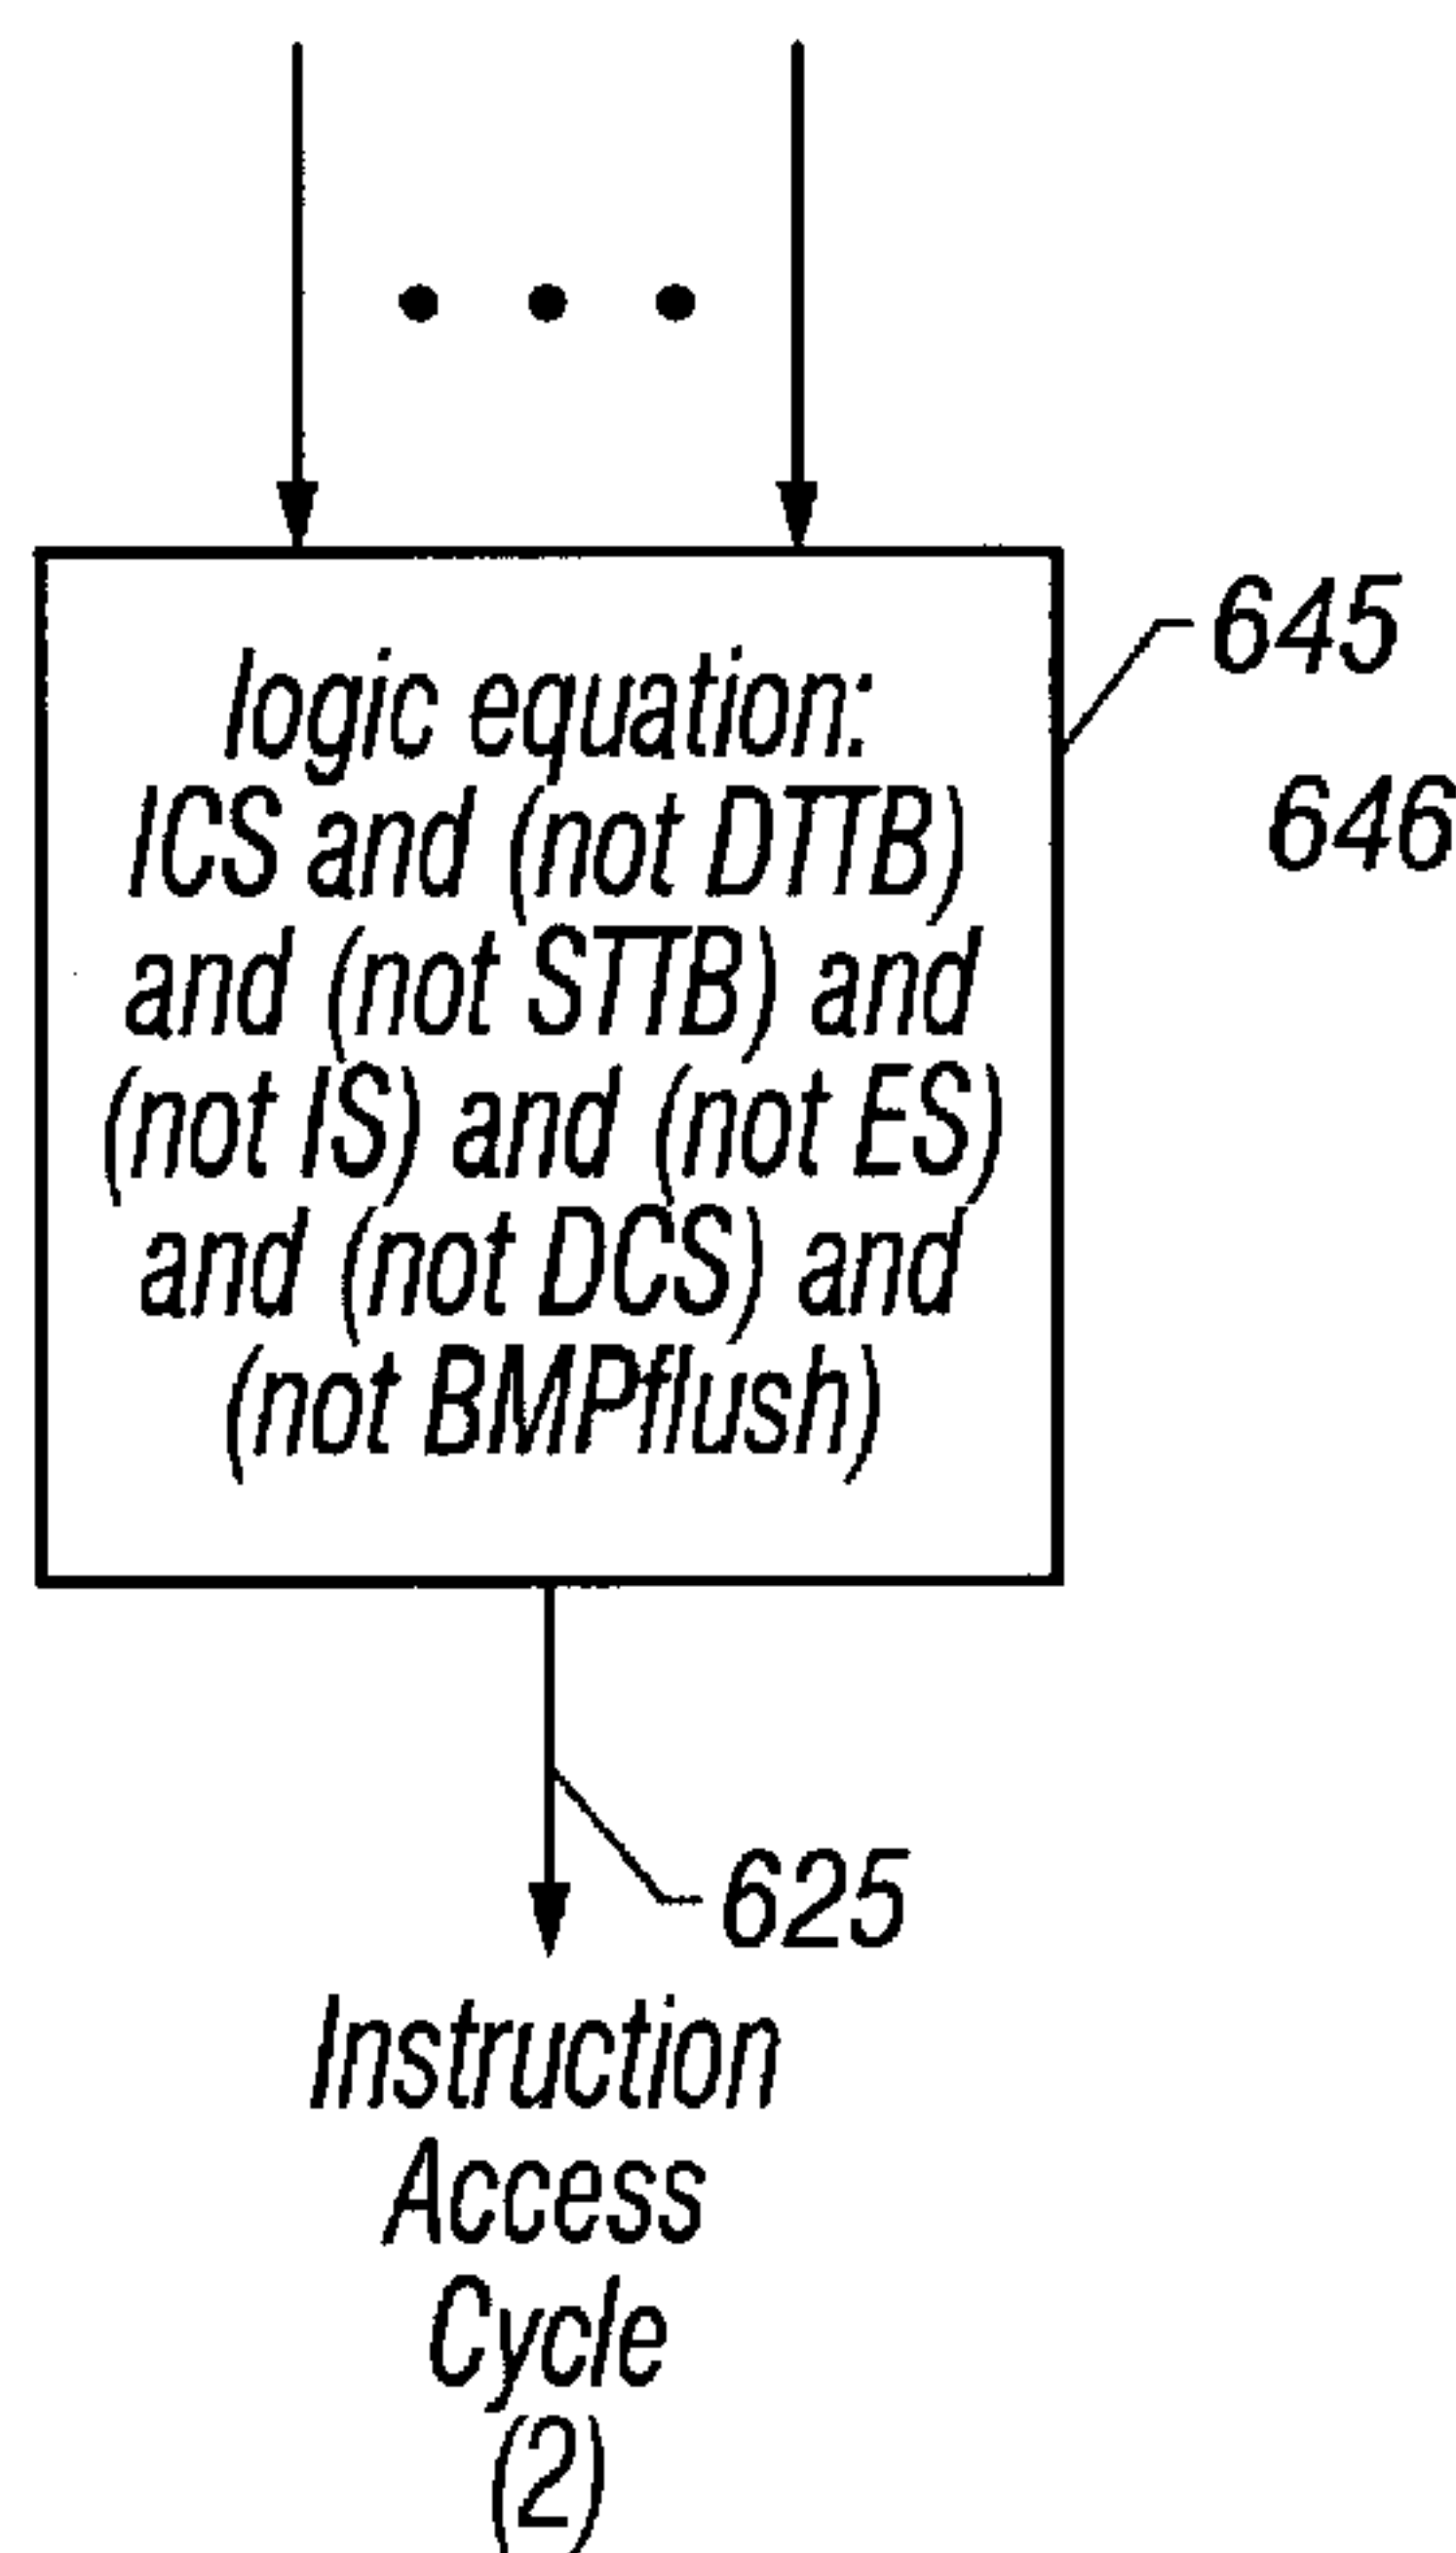 logic equation:
ICS and (not DTTB)
and (not STTB) and
(not IS) and (not ES)
and (not DCS) and
(not BMPflush)
645
646
625
Instruction
Access
Cycle
(2)